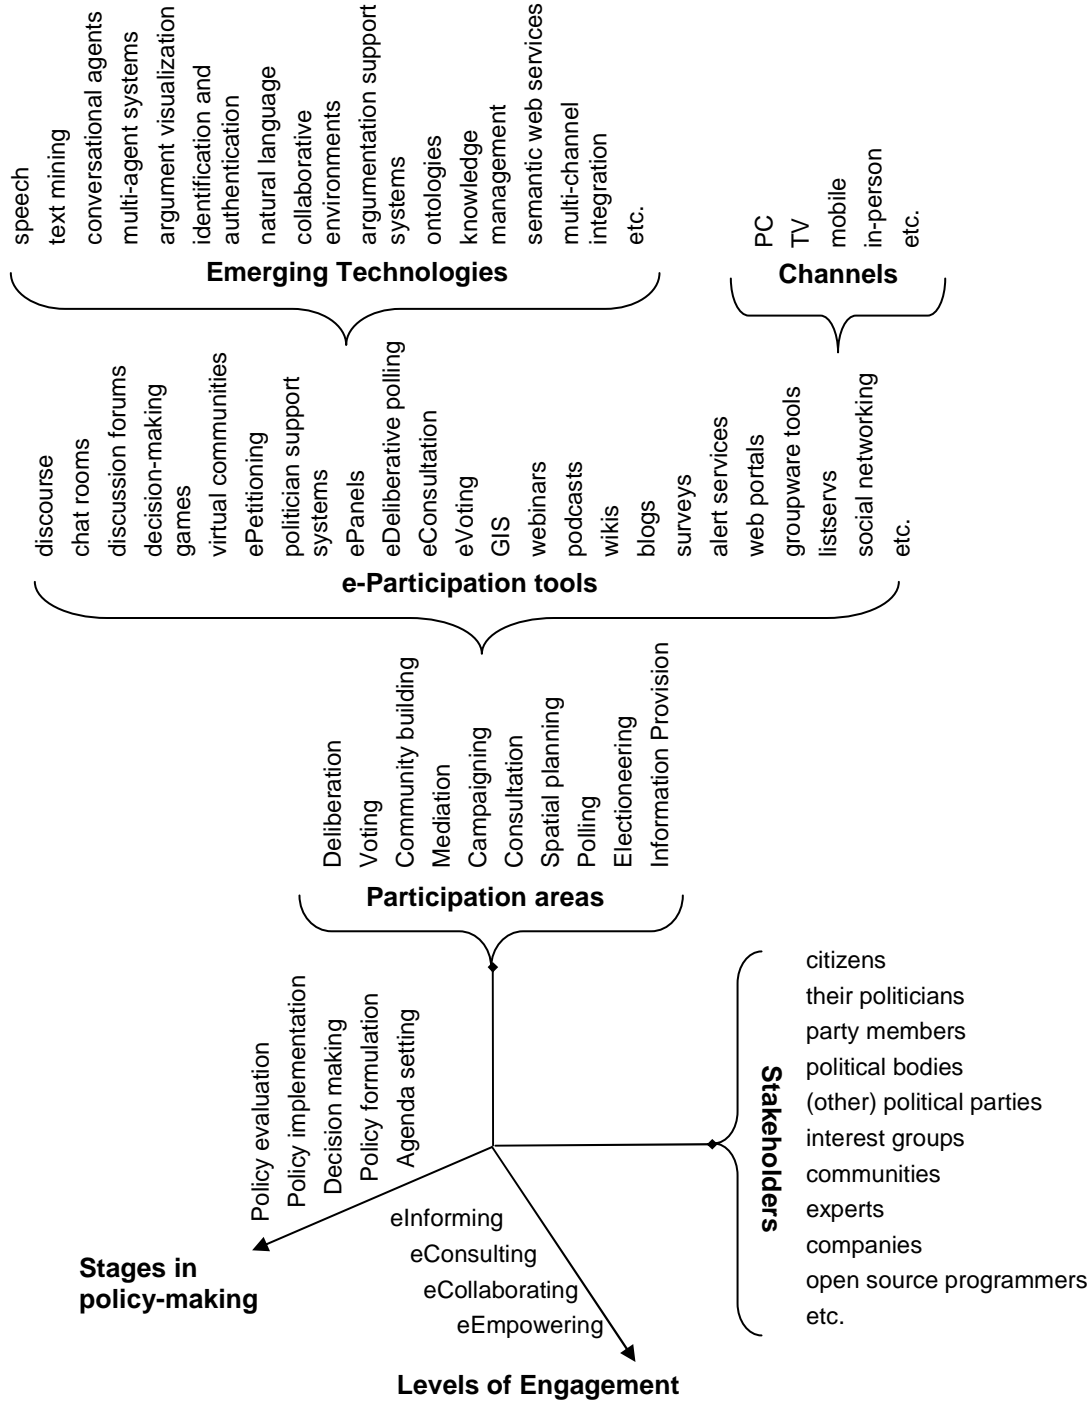 speech
text mining
conversational agents
multi-agent systems
argument visualization
identification and
authentication
natural language
collaborative
environments
argumentation support
systems
ontologies
knowledge
management
semantic web services
multi-channel
integration
etc.
Emerging Technologies
PC
TV
mobile
in-person
etc.
Channels
discourse
chat rooms
discussion forums
decision-making
games
virtual communities
ePetitioning
politician support
systems
ePanels
eDeliberative polling
eConsultation
eVoting
GIS
webinars
podcasts
wikis
blogs
surveys
alert services
web portals
groupware tools
listservs
social networking
etc.
e-Participation tools
Deliberation
Voting
Community building
Mediation
Campaigning
Consultation
Spatial planning
Polling
Electioneering
Information Provision
Participation areas
Policy evaluation
Policy implementation
Decision making
Policy formulation
Agenda setting
Stages in
policy-making
eInforming
eConsulting
eCollaborating
eEmpowering
Levels of Engagement
Stakeholders
citizens
their politicians
party members
political bodies
(other) political parties
interest groups
communities
experts
companies
open source programmers
etc.